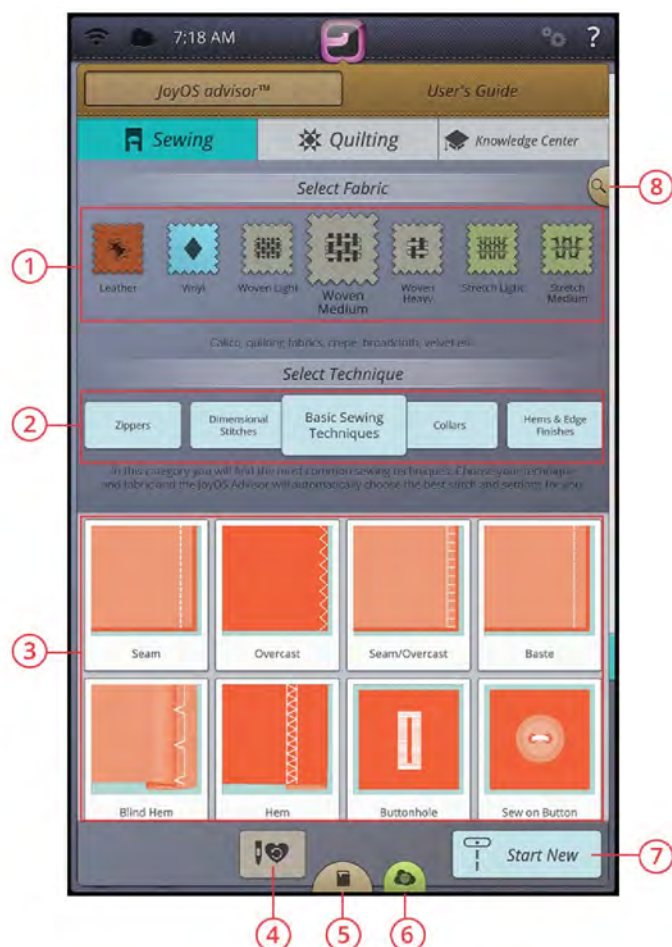 7:18 AM ?
JoyOS advisor™ User's Guide
Sewing Quilting Knowledge Center
Select Fabric
8
1
Leather Vinyl Woven Light Woven Medium Woven Heavy Stretch Light Stretch Medium
Calico, quilting fabrics, crepe, broadcloth, velvet etc.
Select Technique
2
Zippers Dimensional Stitches Basic Sewing Techniques Collars Hems & Edge Finishes
In this category you will find the most common sewing techniques. Choose your technique
and fabric and the JoyOS Advisor will automatically choose the best stitch and settings for you.
3
Seam Overcast Seam/Overcast Baste
Blind Hem Hem Buttonhole Sew on Button
Start New 7
4 5 6